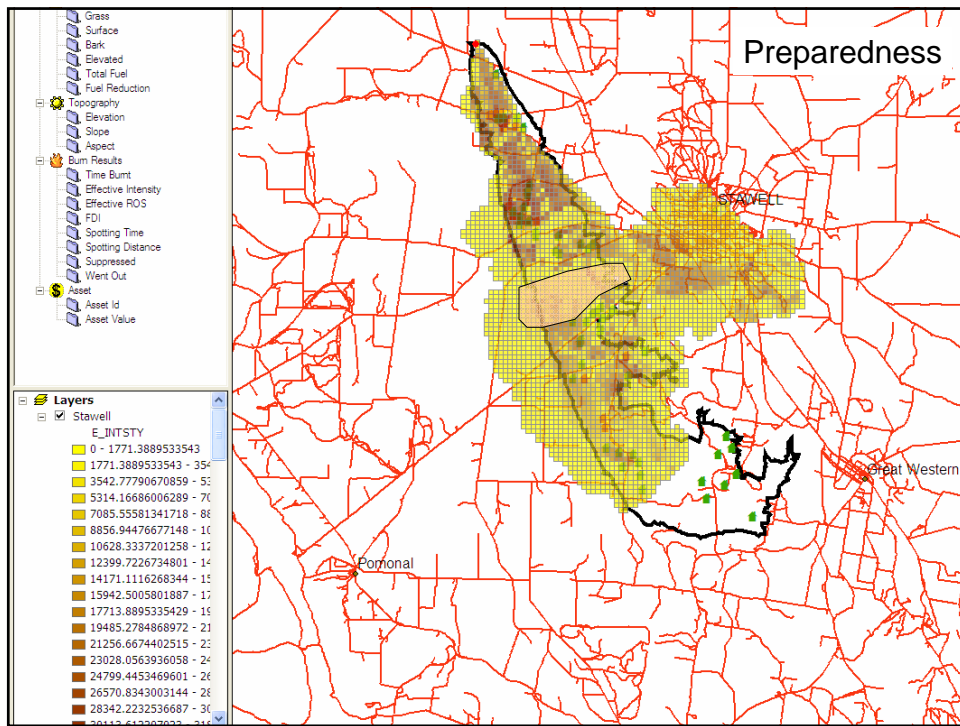 Grass
Surface
Bark
Elevated
Total Fuel
Fuel Reduction
Topography
Elevation
Slope
Aspect
Burn Results
Time Burnt
Effective Intensity
Effective ROS
FDI
Spotting Time
Spotting Distance
Suppressed
Went Out
Asset
Asset Id
Asset Value
Layers
Stawell
E_INTSTY
0 - 1771.3889533543
1771.3889533543 - 354
3542.77790670859 - 53
5314.16686006289 - 70
7085.55581341718 - 88
8856.94476677148 - 10
10628.3337201258 - 12
12399.7226734801 - 14
14171.1116268344 - 15
15942.5005801887 - 17
17713.8895335429 - 19
19485.2784868972 - 21
21256.6674402515 - 23
23028.0563936058 - 24
24799.4453469601 - 26
26570.8343003144 - 28
28342.2232536687 - 30
Preparedness
STAWELL
Great Western
Pomonal